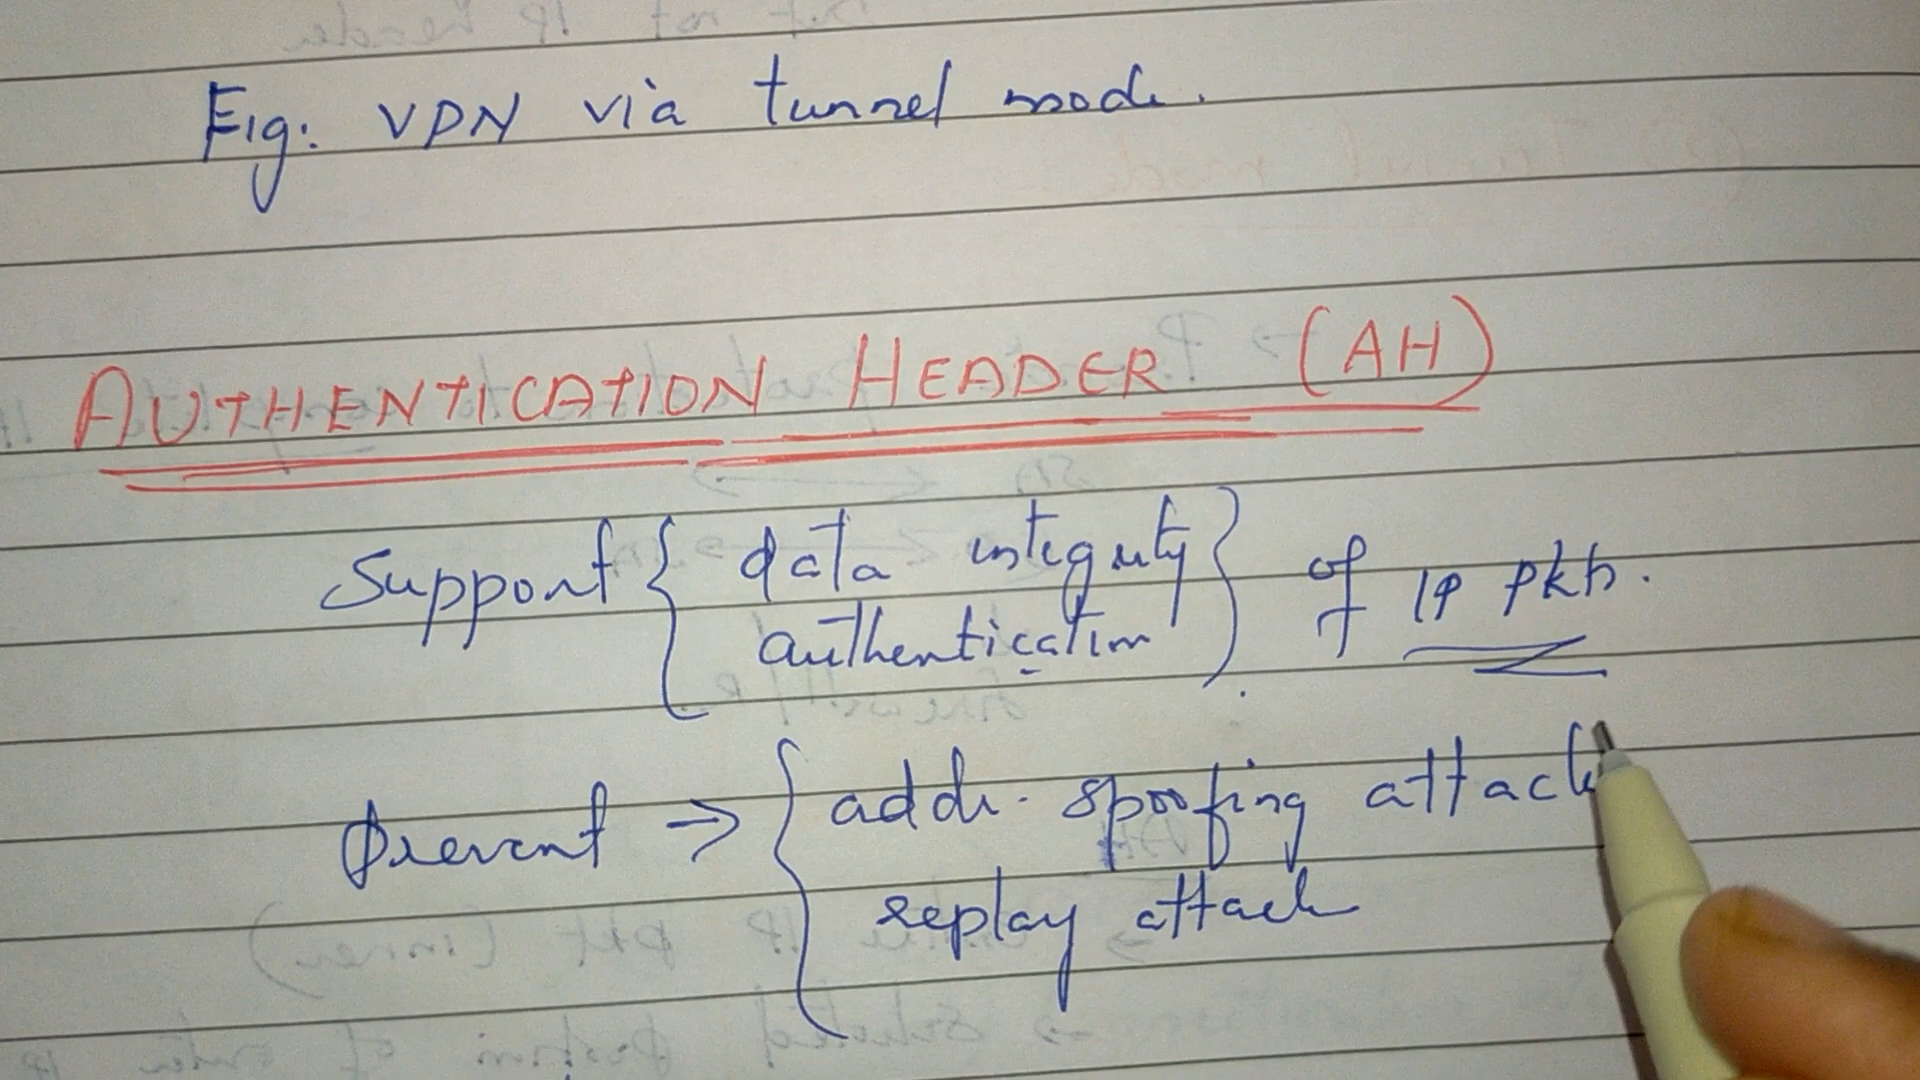 Fig: VPN via tunnel mode.
AUTHENTICATION HEADER (AH)
Support { data integrity
authentication } of IP pkts.
prevent => { addr. spoofing attack
replay attack